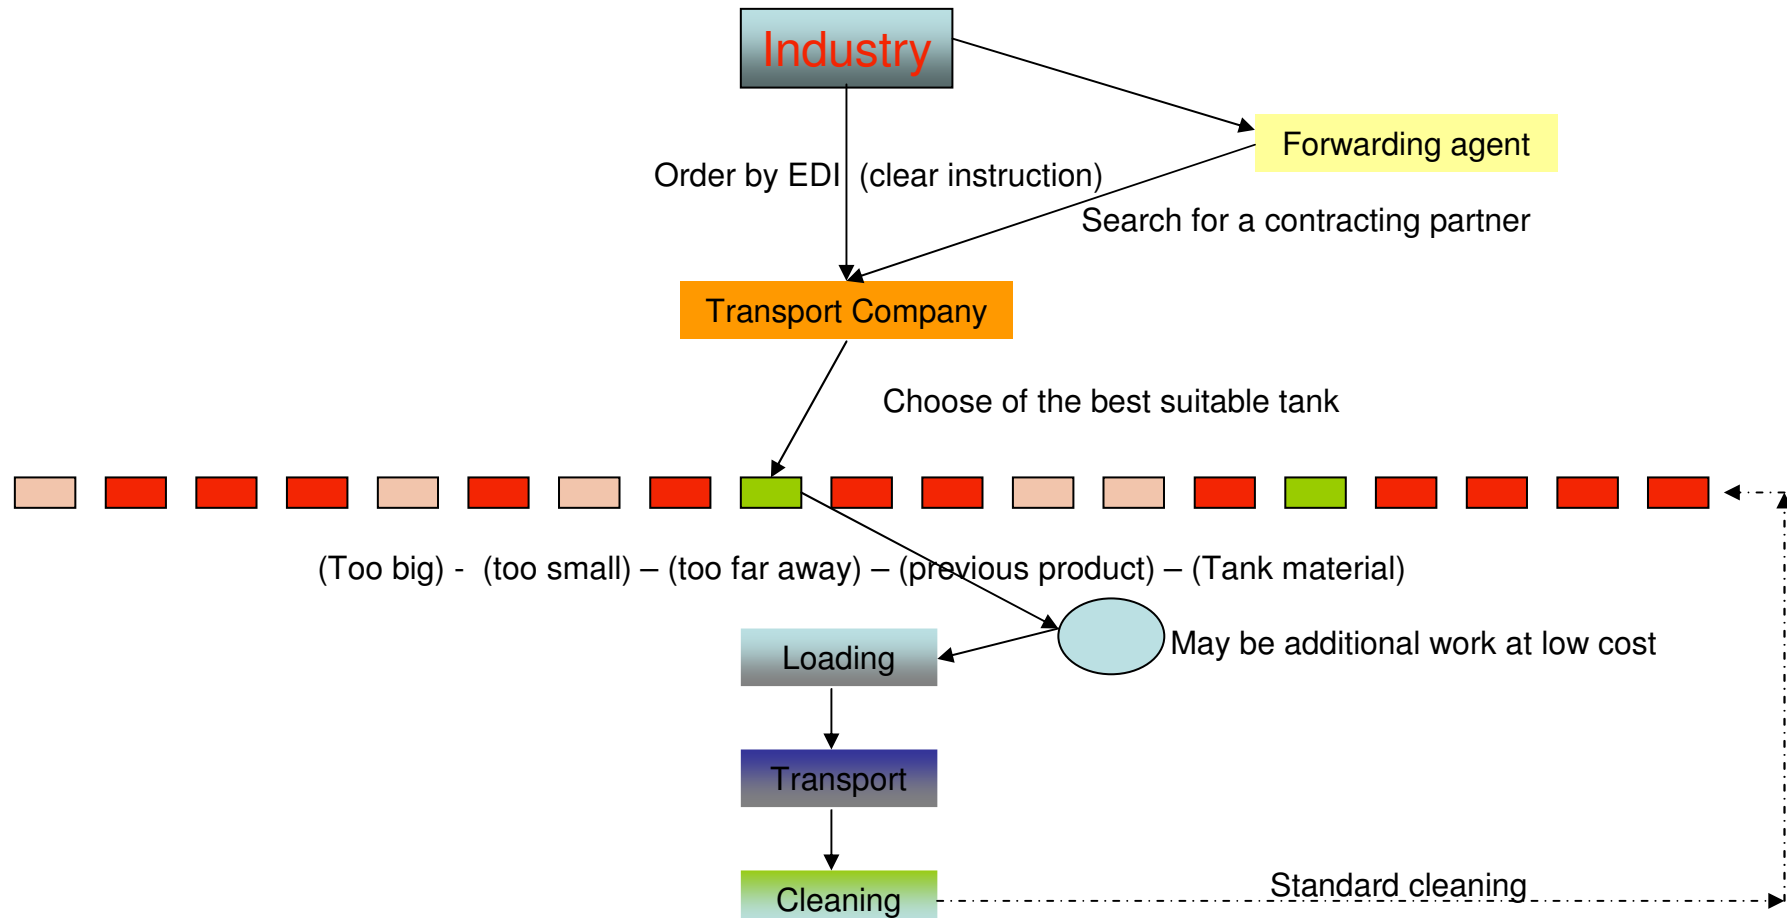 Industry
Forwarding agent
Order by EDI (clear instruction)
Search for a contracting partner
Transport Company
Choose of the best suitable tank
(Too big) - (too small) – (too far away) – (previous product) – (Tank material)
May be additional work at low cost
Loading
Transport
Standard cleaning
Cleaning